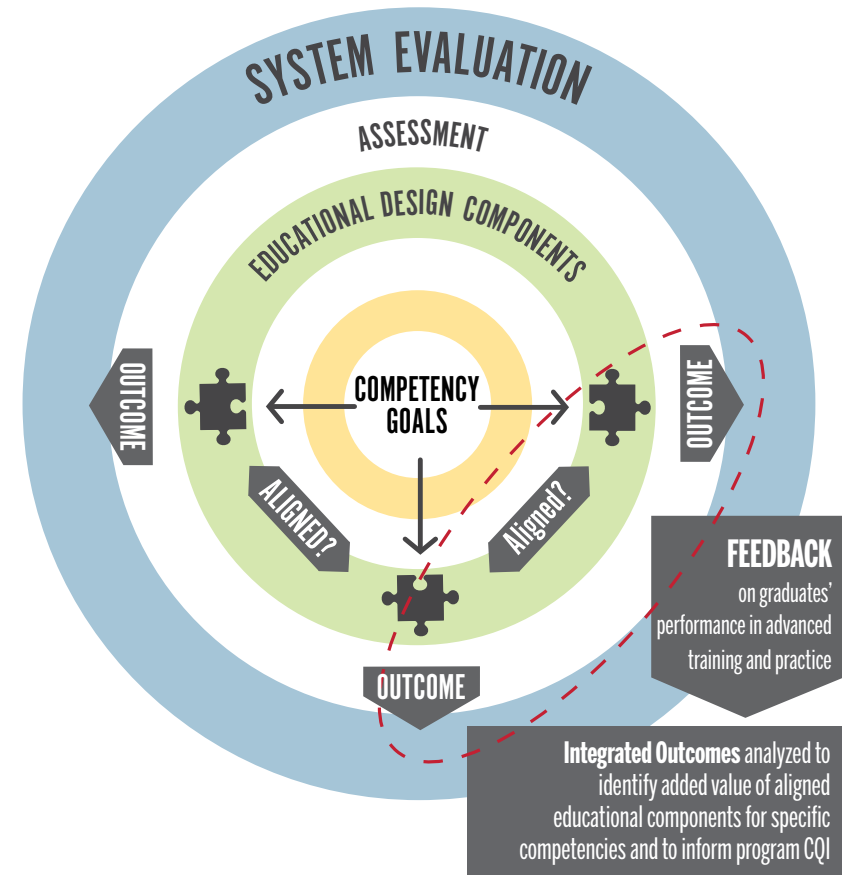 SYSTEM EVALUATION
ASSESSMENT
EDUCATIONAL DESIGN COMPONENTS
COMPETENCY
GOALS
OUTCOME
OUTCOME
ALIGNED?
Aligned?
OUTCOME
FEEDBACK
on graduates’
performance in advanced
training and practice
Integrated Outcomes analyzed to
identify added value of aligned
educational components for specific
competencies and to inform program CQI